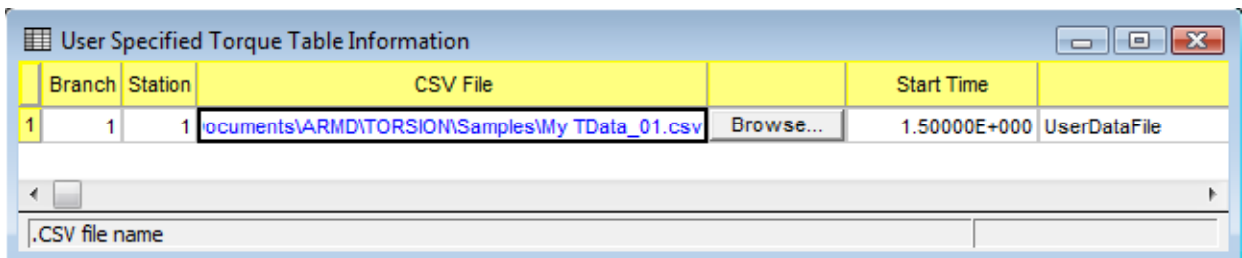 User Specified Torque Table Information
Branch Station CSV File Start Time
1 1 1 ocuments\ARMD\TORSION\Samples\My TData_01.csv Browse... 1.50000E+000 UserDataFile
.CSV file name